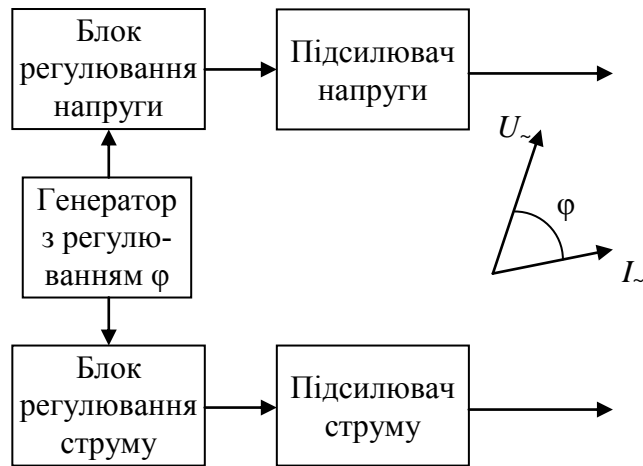 Блок
регулювання
напруги
Підсилювач
напруги
U~
φ
I~
Генератор
з регулю-
ванням φ
Блок
регулювання
струму
Підсилювач
струму